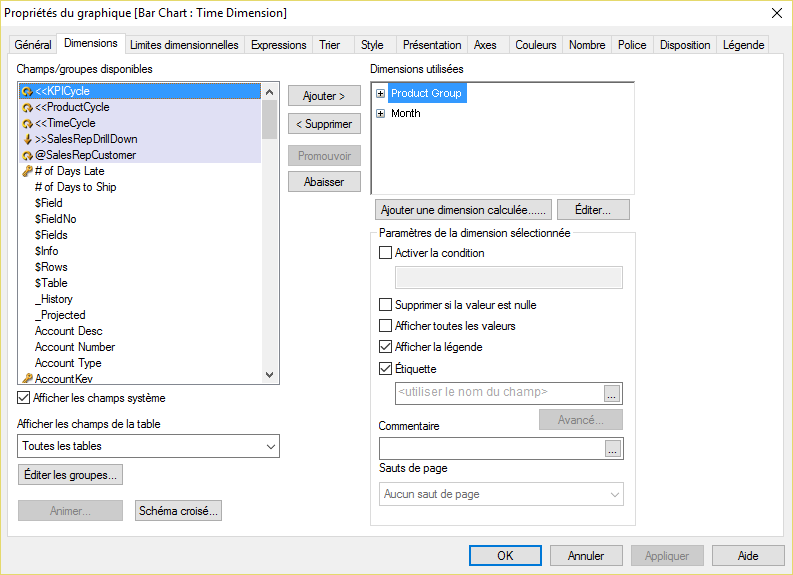 Propriétés du graphique [Bar Chart : Time Dimension]
Général Dimensions Limites dimensionnelles Expressions Trier Style Présentation Axes Couleurs Nombre Police Disposition Légende
Champs/groupes disponibles
<<KPICycle
<<ProductCycle
<<TimeCycle
>>SalesRepDrillDown
@SalesRepCustomer
# of Days Late
# of Days to Ship
$Field
$FieldNo
$Fields
$Info
$Rows
$Table
_History
_Projected
Account Desc
Account Number
Account Type
AccountKey
Afficher les champs système
Afficher les champs de la table
Toutes les tables
Éditer les groupes...
Animer...
Schéma croisé...
Ajouter >
< Supprimer
Promouvoir
Abaisser
Dimensions utilisées
Product Group
Month
Ajouter une dimension calculée......
Éditer...
Paramètres de la dimension sélectionnée
Activer la condition
Supprimer si la valeur est nulle
Afficher toutes les valeurs
Afficher la légende
Étiquette
<utiliser le nom du champ>
...
Avancé...
Commentaire
...
Sauts de page
Aucun saut de page
OK
Annuler
Appliquer
Aide